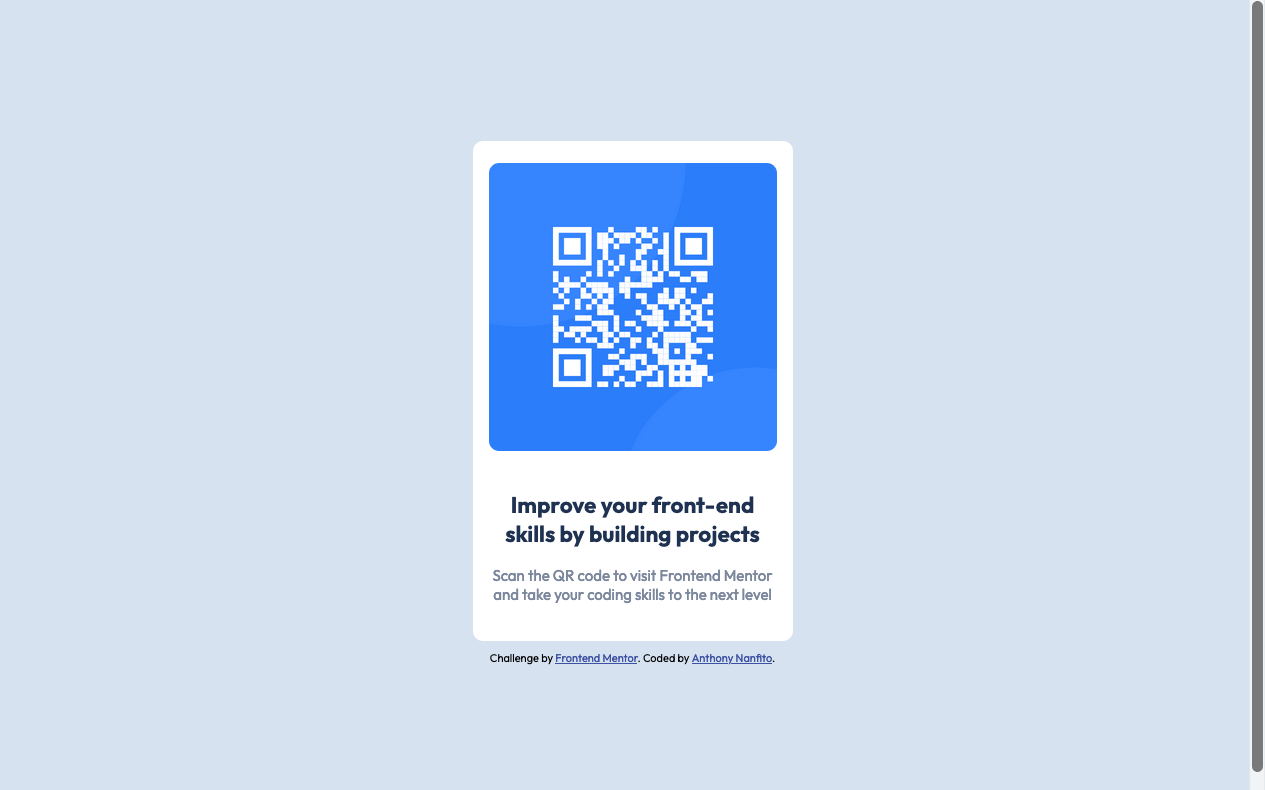 Improve your front-end
skills by building projects
Scan the QR code to visit Frontend Mentor
and take your coding skills to the next level
Challenge by Frontend Mentor. Coded by Anthony Nanfito.